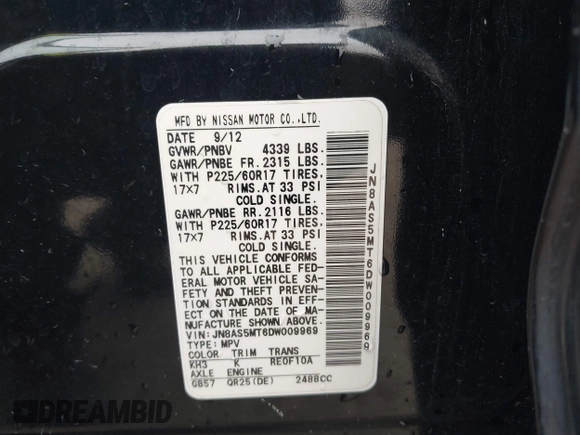 MFD BY NISSAN MOTOR CO.,LTD.
DATE 9/12
GVWR/PNBV 4339 LBS.
GAWR/PNBE FR. 2315 LBS.
WITH P225/60R17 TIRES,
17X7 RIMS.AT 33 PSI
COLD SINGLE.
GAWR/PNBE RR. 2116 LBS.
WITH P225/60R17 TIRES,
17X7 RIMS.AT 33 PSI
COLD SINGLE.
THIS VEHICLE CONFORMS
TO ALL APPLICABLE FED-
ERAL MOTOR VEHICLE SA-
FETY AND THEFT PREVEN-
TION STANDARDS IN EFF-
ECT ON THE DATE OF MA-
NUFACTURE SHOWN ABOVE.
VIN: JN8AS5MT6DW009969
TYPE: MPV
COLOR TRIM TRANS
KH3 K RE0F10A
AXLE ENGINE
GB57 QR25(DE) 2488CC
JN8AS5MT6DW009969
DREAMBID